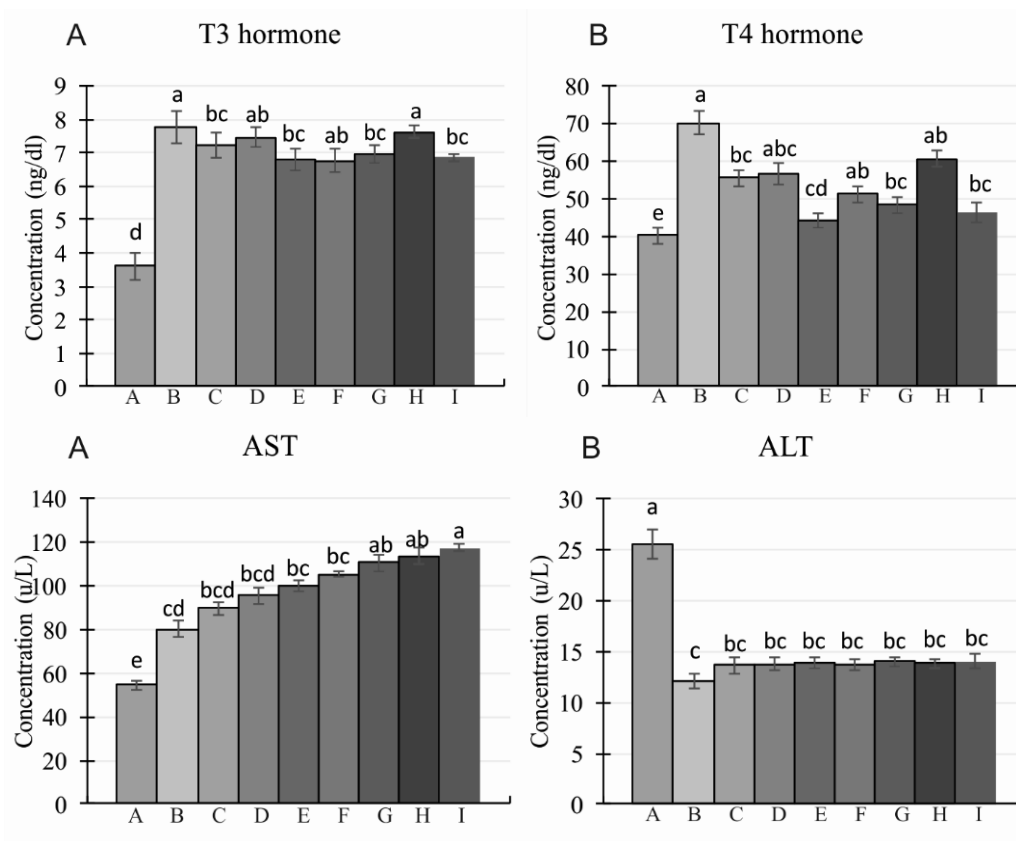 A T3 hormone
Concentration (ng/dl)
9
8
7
6
5
4
3
2
1
0
d a bc ab bc ab bc a bc
A B C D E F G H I
B T4 hormone
Concentration (ng/dl)
80
70
60
50
40
30
20
10
0
e a bc abc cd ab bc ab bc
A B C D E F G H I
A AST
Concentration (u/L)
140
120
100
80
60
40
20
0
e cd bcd bcd bc bc ab ab a
A B C D E F G H I
B ALT
Concentration (u/L)
30
25
20
15
10
5
0
a c bc bc bc bc bc bc bc
A B C D E F G H I